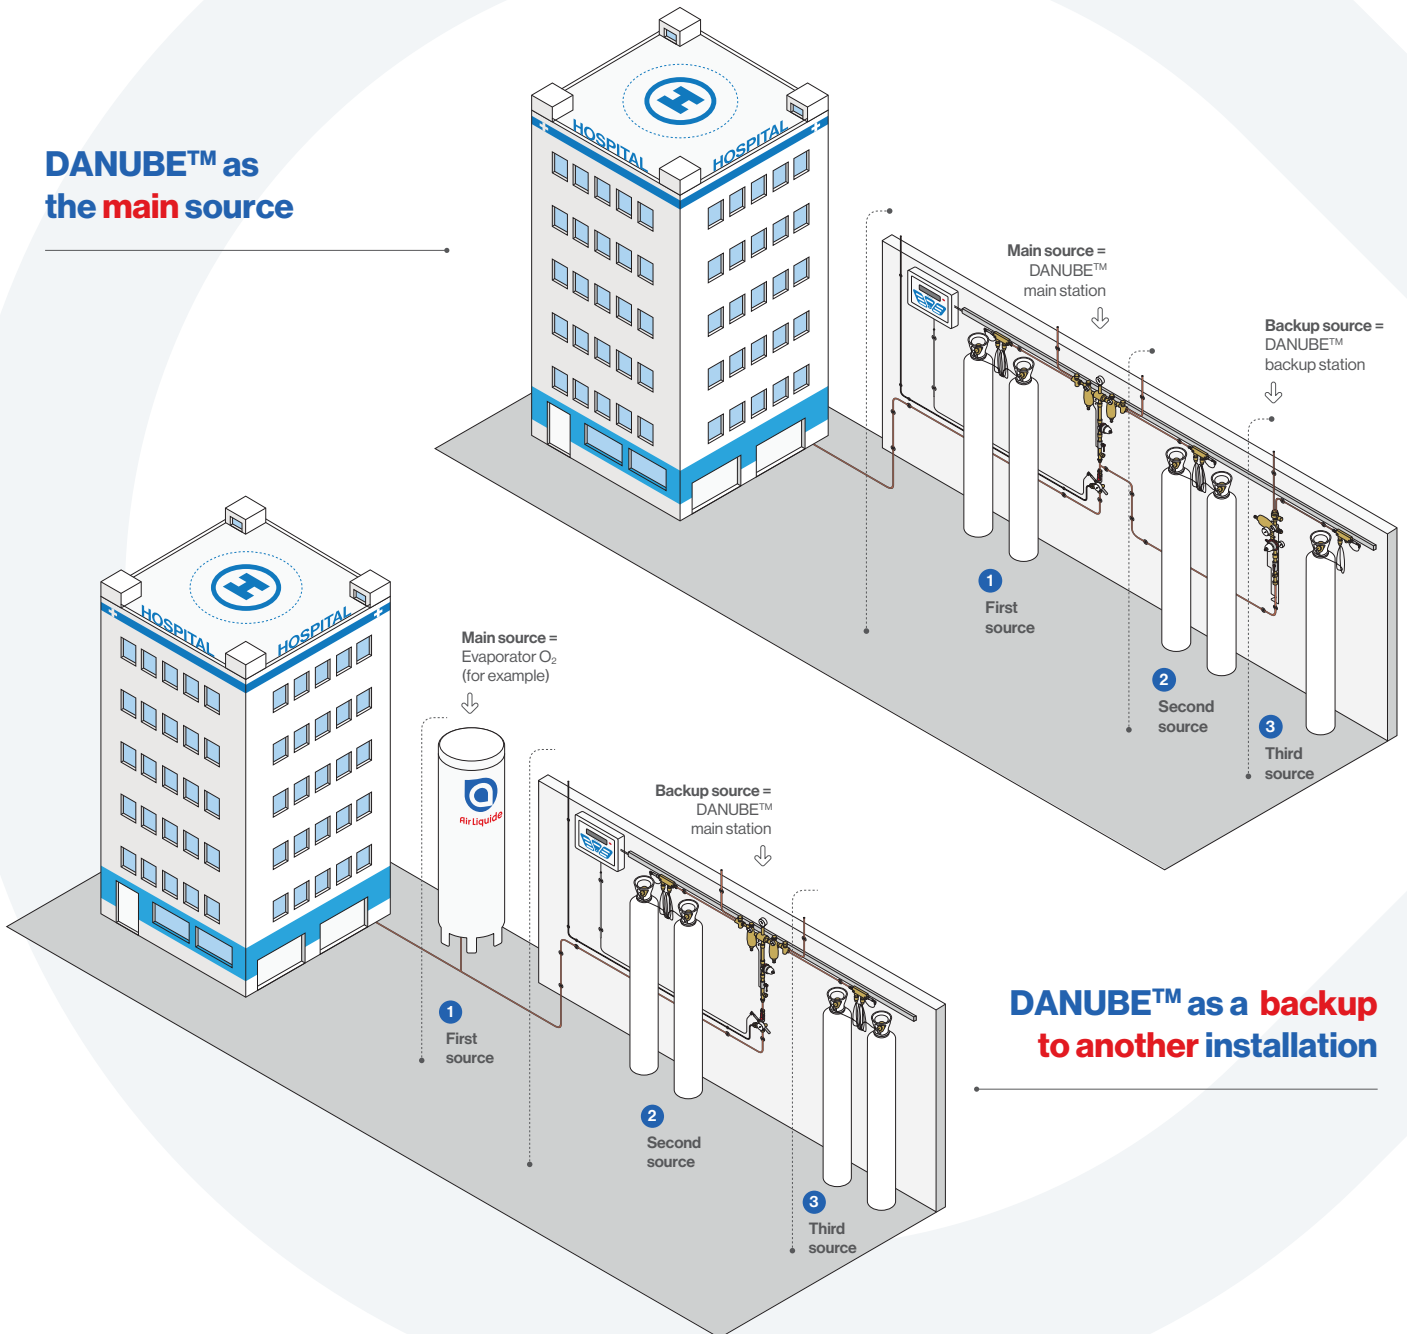 DANUBE™ as
the main source
HOSPITAL
HOSPITAL
Main source =
DANUBE™
main station
Backup source =
DANUBE™
backup station
1
First
source
2
Second
source
3
Third
source
HOSPITAL
HOSPITAL
Main source =
Evaporator O₂
(for example)
Air Liquide
Backup source =
DANUBE™
main station
1
First
source
2
Second
source
3
Third
source
DANUBE™ as a backup
to another installation